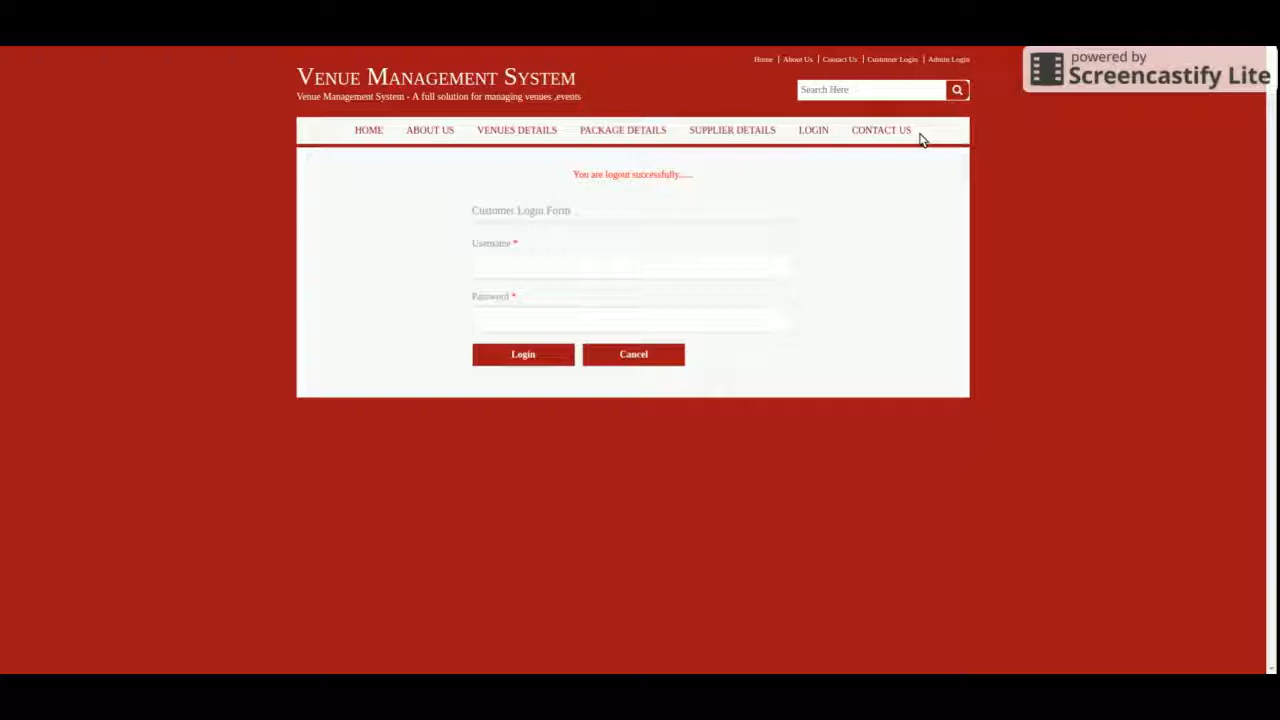 Home | About Us | Contact Us | Customer Login | Admin Login
powered by
Screencastify Lite
Venue Management System
Venue Management System - A full solution for managing venues ,events
Search Here
HOME ABOUT US VENUES DETAILS PACKAGE DETAILS SUPPLIER DETAILS LOGIN CONTACT US
You are logout successfully......
Customer Login Form
Username *
Password *
Login Cancel